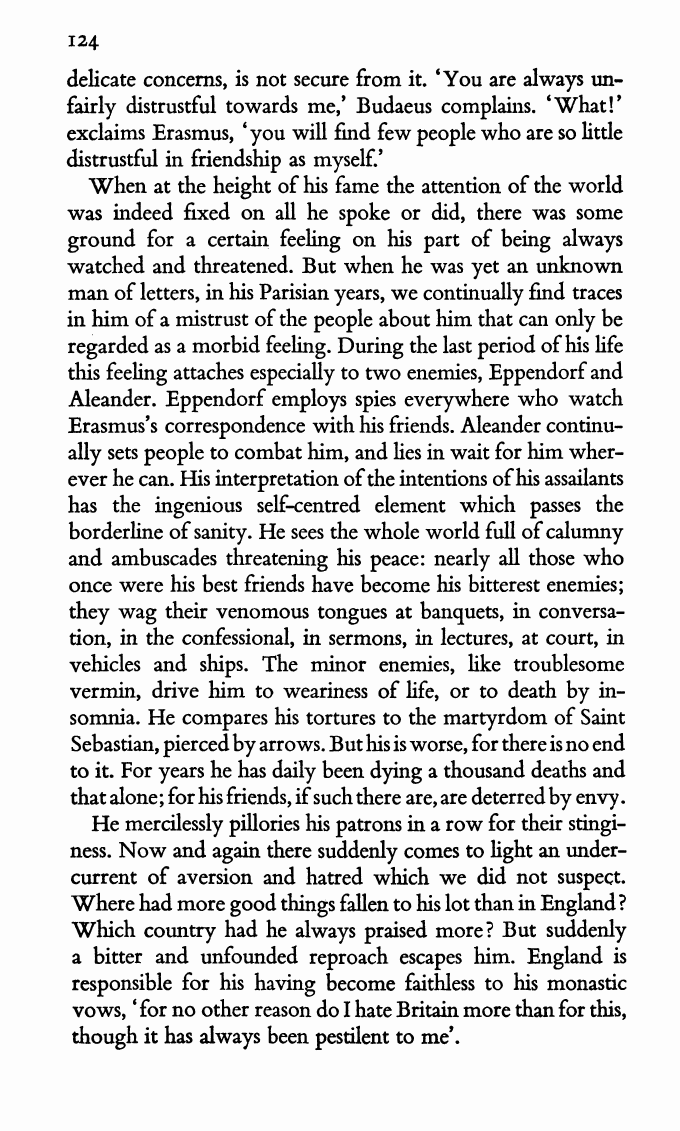 124
delicate concerns, is not secure from it. ‘You are always un-
fairly distrustful towards me,’ Budaeus complains. ‘What!’
exclaims Erasmus, ‘you will find few people who are so little
distrustful in friendship as myself.’
When at the height of his fame the attention of the world
was indeed fixed on all he spoke or did, there was some
ground for a certain feeling on his part of being always
watched and threatened. But when he was yet an unknown
man of letters, in his Parisian years, we continually find traces
in him of a mistrust of the people about him that can only be
regarded as a morbid feeling. During the last period of his life
this feeling attaches especially to two enemies, Eppendorf and
Aleander. Eppendorf employs spies everywhere who watch
Erasmus’s correspondence with his friends. Aleander continu-
ally sets people to combat him, and lies in wait for him wher-
ever he can. His interpretation of the intentions of his assailants
has the ingenious self-centred element which passes the
borderline of sanity. He sees the whole world full of calumny
and ambuscades threatening his peace: nearly all those who
once were his best friends have become his bitterest enemies;
they wag their venomous tongues at banquets, in conversa-
tion, in the confessional, in sermons, in lectures, at court, in
vehicles and ships. The minor enemies, like troublesome
vermin, drive him to weariness of life, or to death by in-
somnia. He compares his tortures to the martyrdom of Saint
Sebastian, pierced by arrows. But his is worse, for there is no end
to it. For years he has daily been dying a thousand deaths and
that alone; for his friends, if such there are, are deterred by envy.
He mercilessly pillories his patrons in a row for their stingi-
ness. Now and again there suddenly comes to light an under-
current of aversion and hatred which we did not suspect.
Where had more good things fallen to his lot than in England?
Which country had he always praised more? But suddenly
a bitter and unfounded reproach escapes him. England is
responsible for his having become faithless to his monastic
vows, ‘for no other reason do I hate Britain more than for this,
though it has always been pestilent to me’.